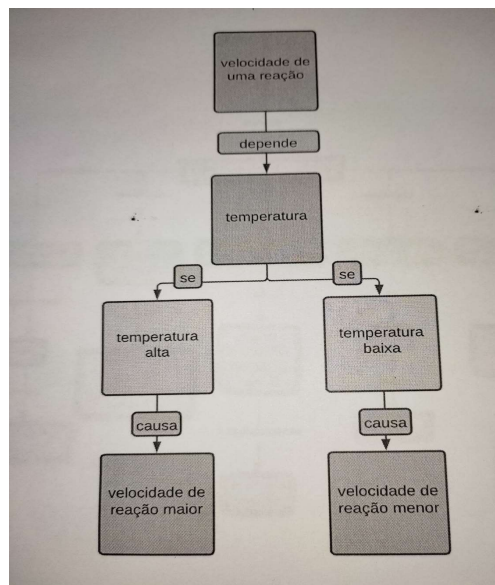 velocidade de
uma reação
depende
temperatura
se
se
temperatura
alta
temperatura
baixa
causa
causa
velocidade de
reação maior
velocidade de
reação menor